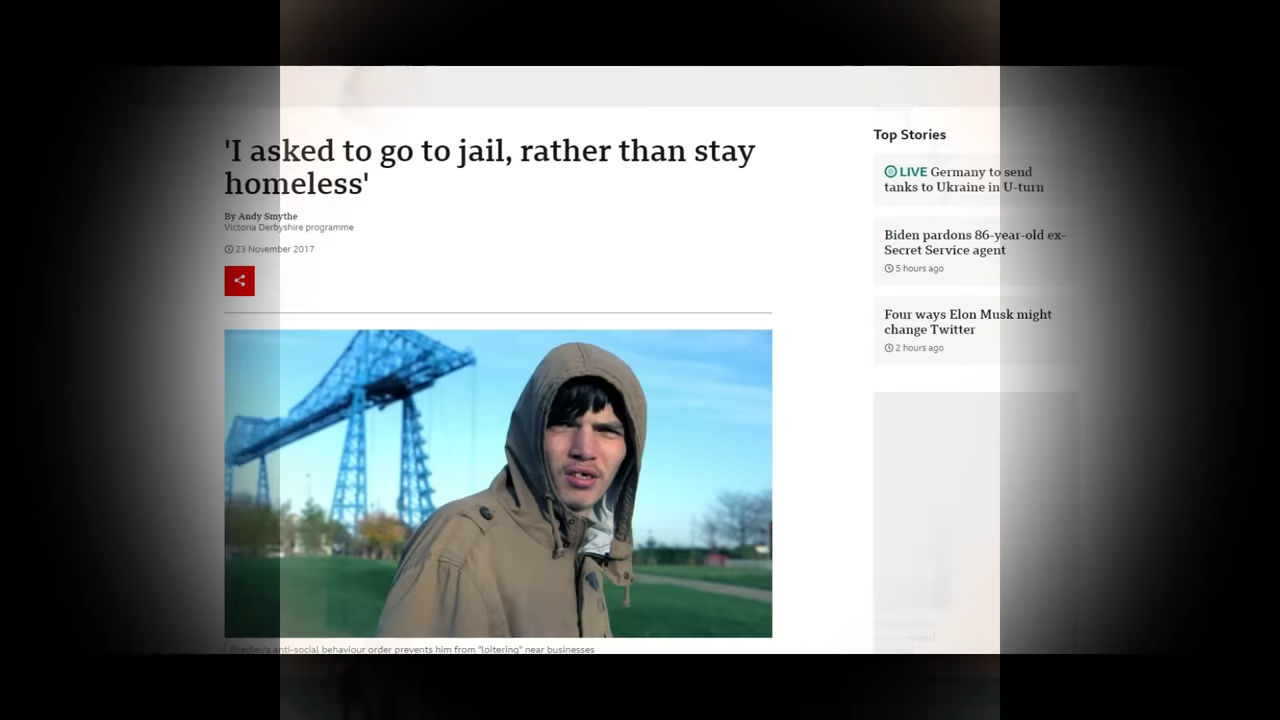 'I asked to go to jail, rather than stay
homeless'
By Andy Smythe
Victoria Derbyshire programme
23 November 2017
Bradley's anti-social behaviour order prevents him from "loitering" near businesses
Top Stories
LIVE Germany to send
tanks to Ukraine in U-turn
Biden pardons 86-year-old ex-
Secret Service agent
5 hours ago
Four ways Elon Musk might
change Twitter
2 hours ago